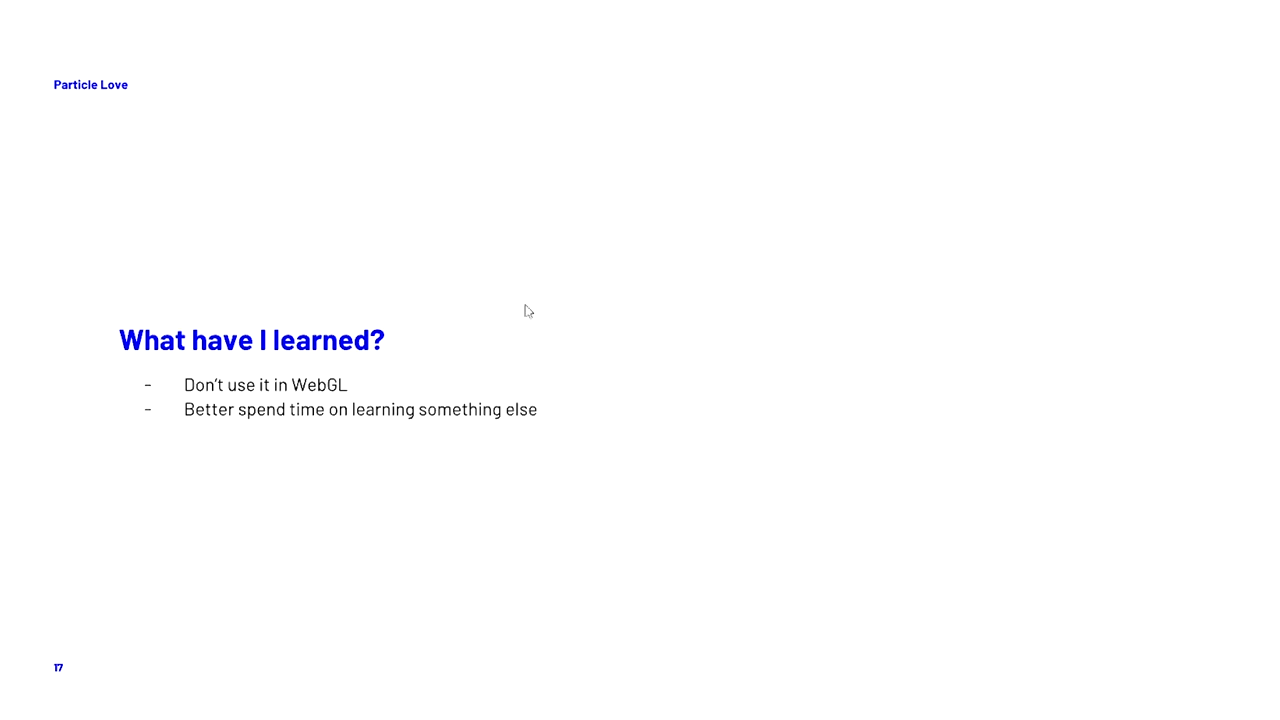 Particle Love
What have I learned?
- Don't use it in WebGL
- Better spend time on learning something else
17